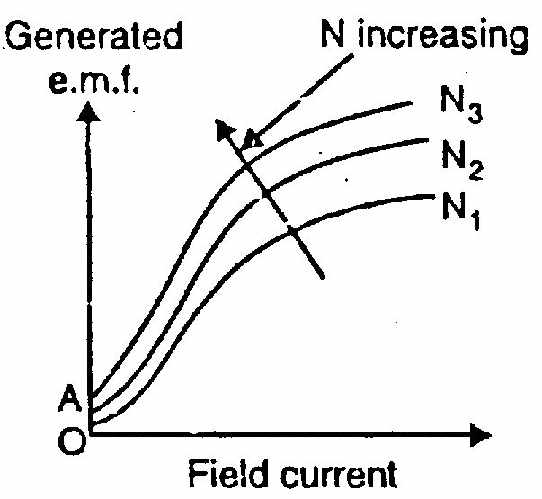 Generated
e.m.f.
N increasing
N3
N2
N1
A
O
Field current